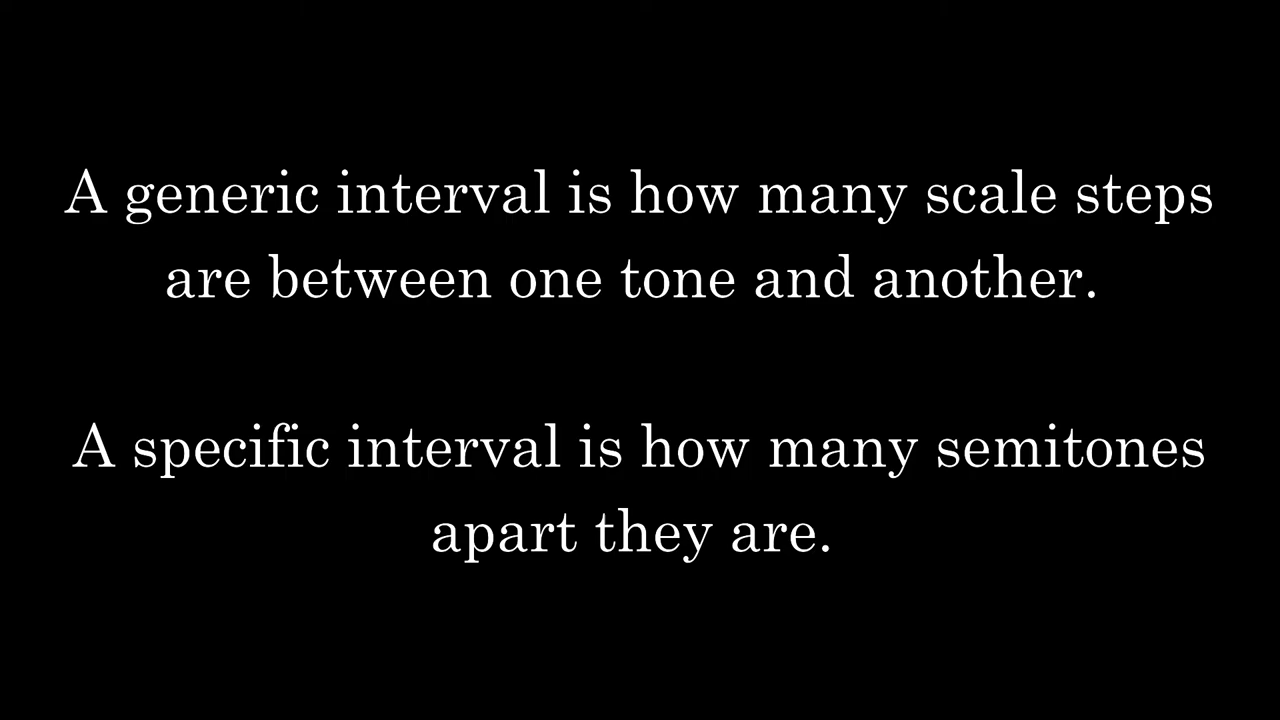 A generic interval is how many scale steps
are between one tone and another.
A specific interval is how many semitones
apart they are.